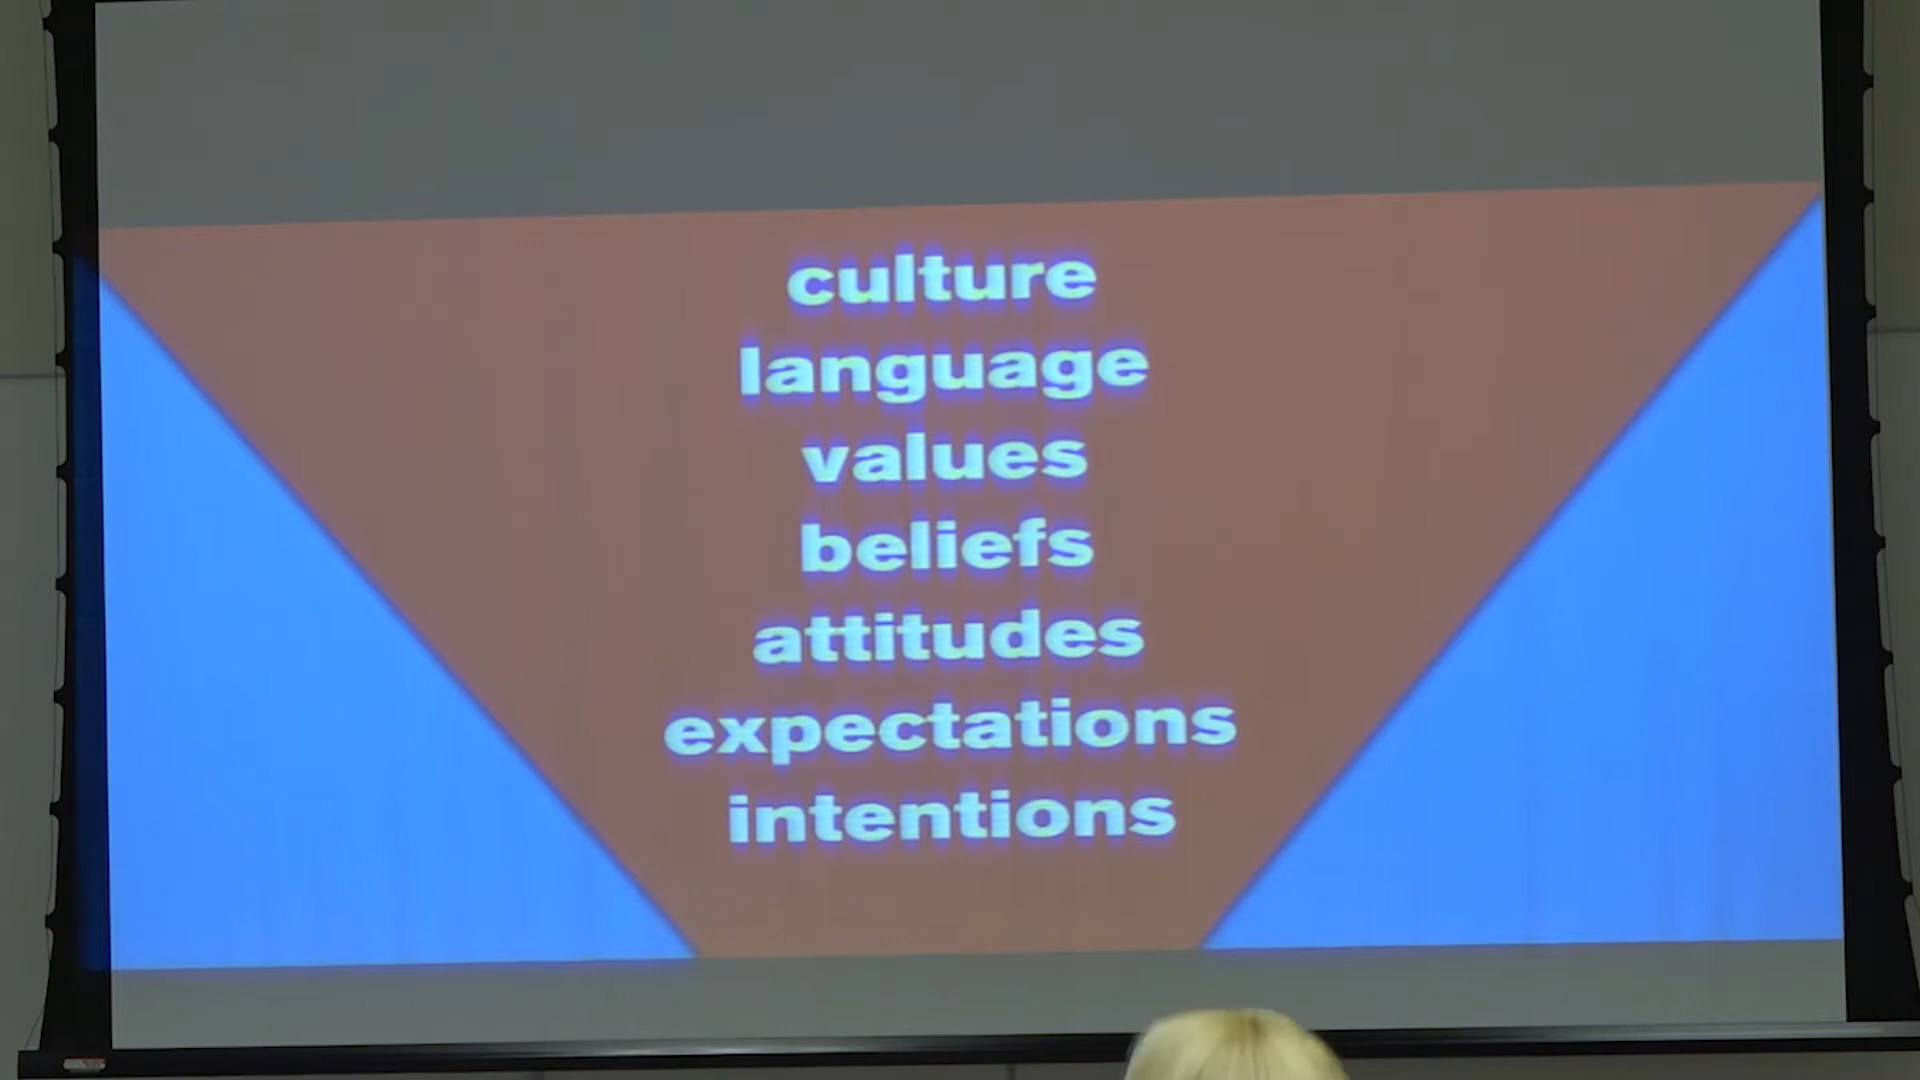 culture
language
values
beliefs
attitudes
expectations
intentions